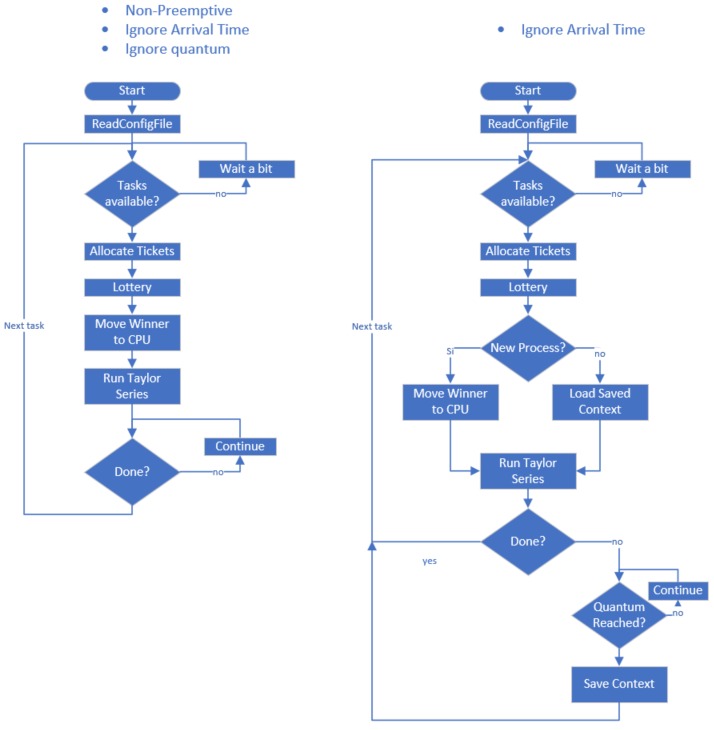 Non-Preemptive
Ignore Arrival Time
Ignore quantum
Start
ReadConfigFile
Wait a bit
Tasks
available?
no
Allocate Tickets
Lottery
Next task
Move Winner
to CPU
Run Taylor
Series
Continue
Done?
no
Ignore Arrival Time
Start
ReadConfigFile
Wait a bit
Tasks
available?
no
Allocate Tickets
Lottery
Next task
New Process?
Si
no
Move Winner
to CPU
Load Saved
Context
Run Taylor
Series
Done?
no
yes
Continue
Quantum
Reached?
no
Save Context